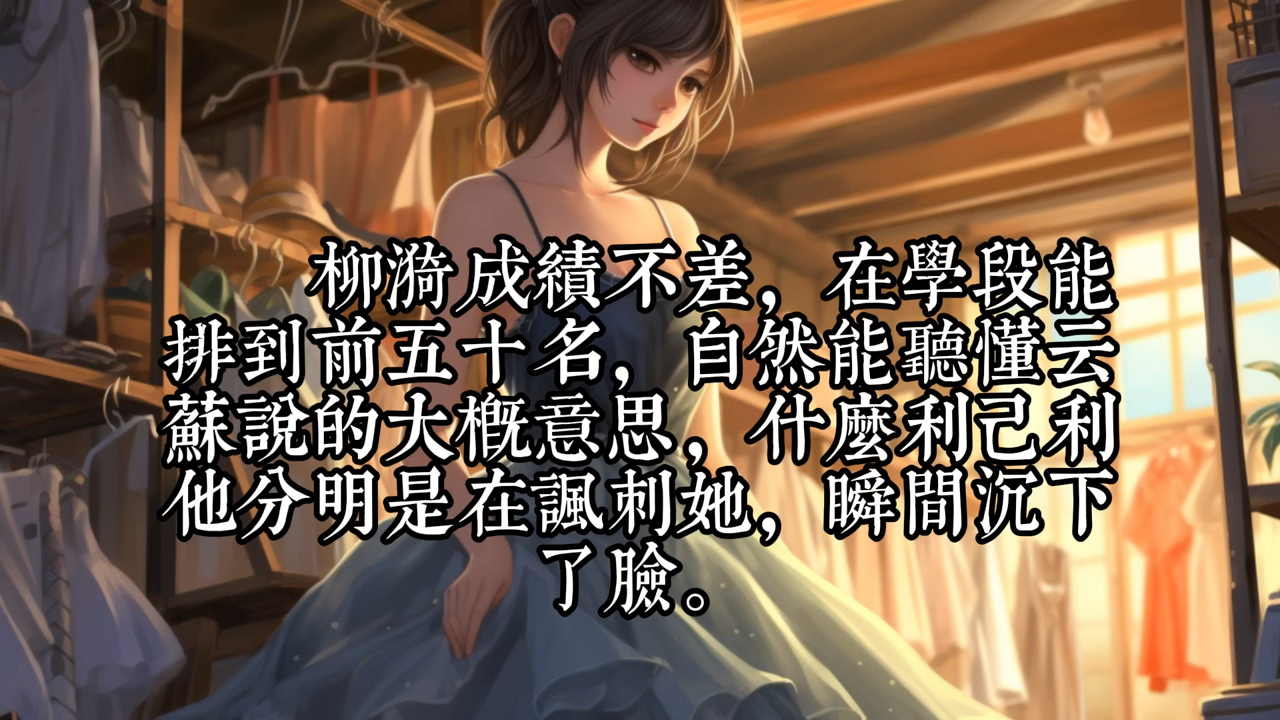 柳漪成績不差，在學段能
排到前五十名，自然能聽懂云
蘇說的大概意思，什麼利己利
他分明是在諷刺她，瞬間沉下
了臉。